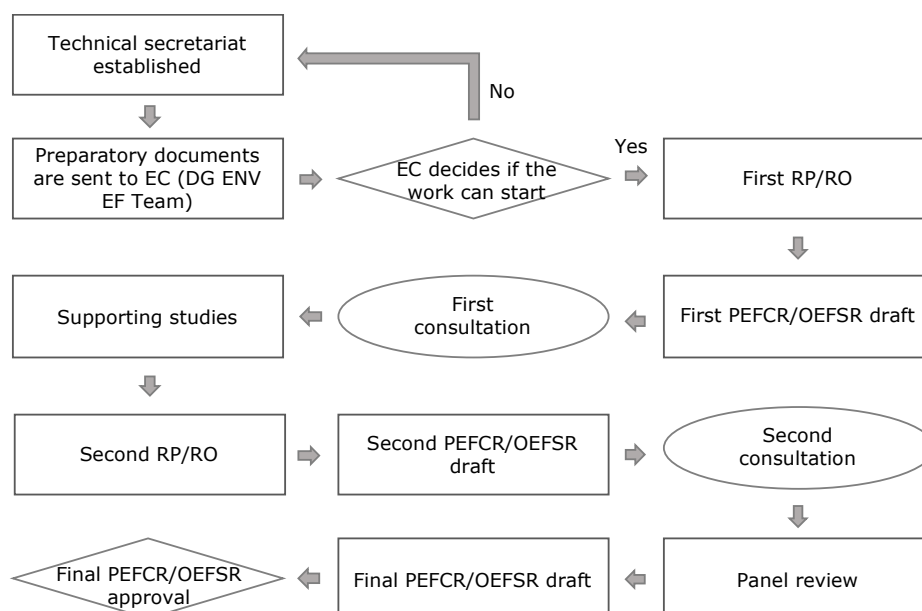 Technical secretariat
established
No
Preparatory documents
are sent to EC (DG ENV
EF Team)
EC decides if the
work can start
Yes
First RP/RO
Supporting studies
First
consultation
First PEFCR/OEFSR draft
Second RP/RO
Second PEFCR/OEFSR
draft
Second
consultation
Final PEFCR/OEFSR
approval
Final PEFCR/OEFSR draft
Panel review